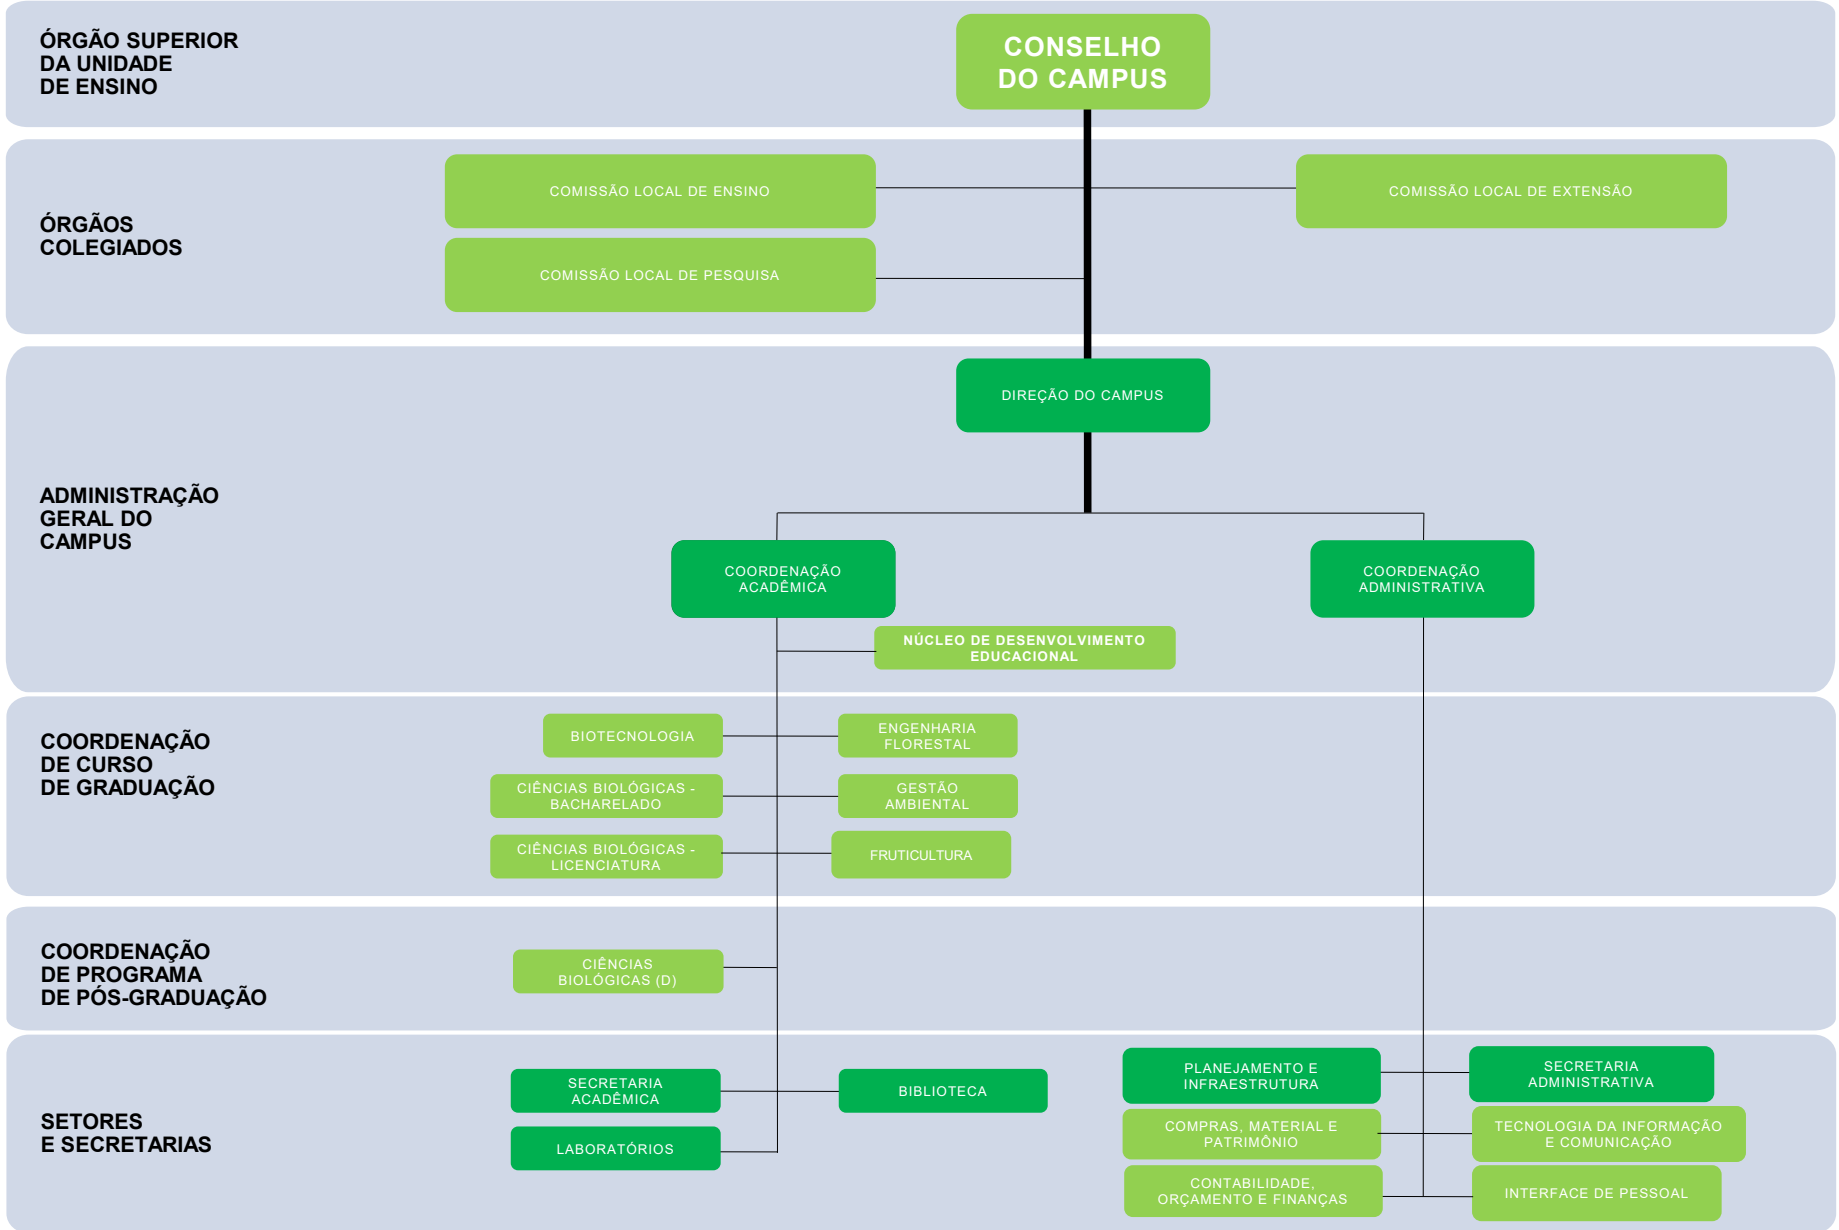 ÓRGÃO SUPERIOR
DA UNIDADE
DE ENSINO
CONSELHO
DO CAMPUS
ÓRGÃOS
COLEGIADOS
COMISSÃO LOCAL DE ENSINO
COMISSÃO LOCAL DE EXTENSÃO
COMISSÃO LOCAL DE PESQUISA
ADMINISTRAÇÃO
GERAL DO
CAMPUS
DIREÇÃO DO CAMPUS
COORDENAÇÃO
ACADÊMICA
COORDENAÇÃO
ADMINISTRATIVA
NÚCLEO DE DESENVOLVIMENTO
EDUCACIONAL
COORDENAÇÃO
DE CURSO
DE GRADUAÇÃO
BIOTECNOLOGIA
ENGENHARIA
FLORESTAL
CIÊNCIAS BIOLÓGICAS -
BACHARELADO
GESTÃO
AMBIENTAL
CIÊNCIAS BIOLÓGICAS -
LICENCIATURA
FRUTICULTURA
COORDENAÇÃO
DE PROGRAMA
DE PÓS-GRADUAÇÃO
CIÊNCIAS
BIOLÓGICAS (D)
SETORES
E SECRETARIAS
SECRETARIA
ACADÊMICA
BIBLIOTECA
LABORATÓRIOS
PLANEJAMENTO E
INFRAESTRUTURA
SECRETARIA
ADMINISTRATIVA
COMPRAS, MATERIAL E
PATRIMÔNIO
TECNOLOGIA DA INFORMAÇÃO
E COMUNICAÇÃO
CONTABILIDADE,
ORÇAMENTO E FINANÇAS
INTERFACE DE PESSOAL